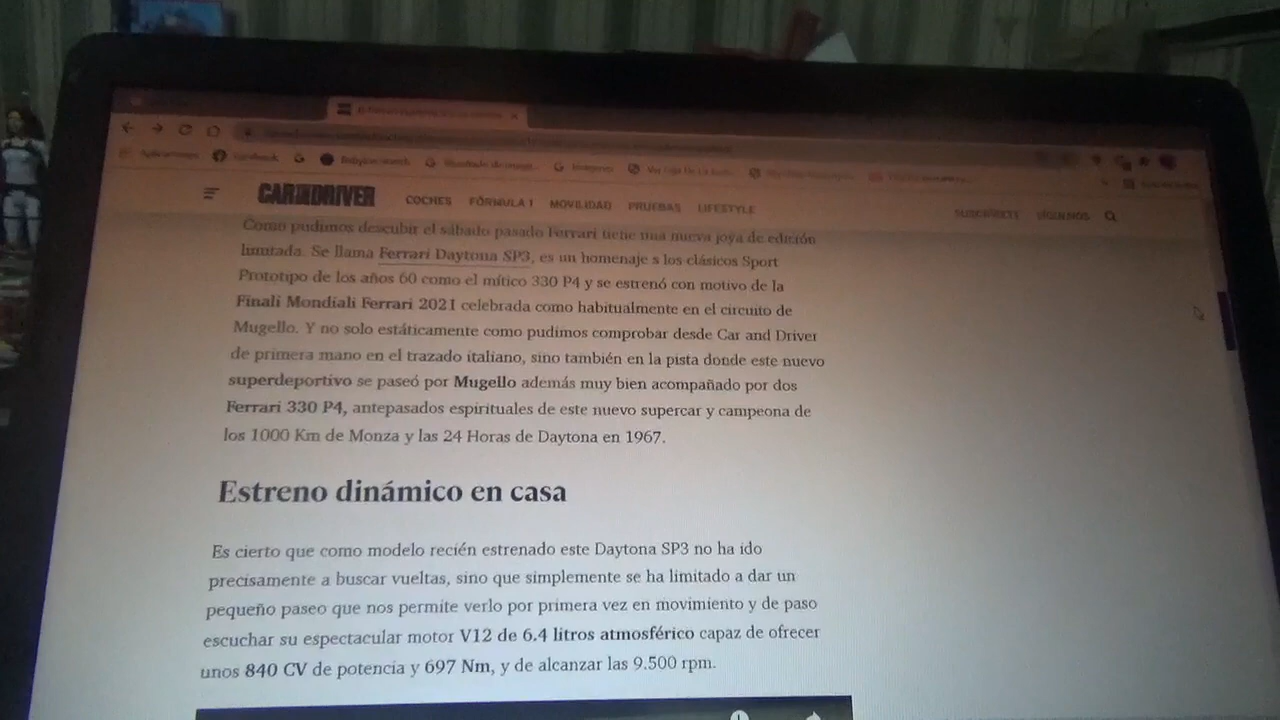 Facebook
CAR AND DRIVER
COCHES FÓRMULA 1 MOVILIDAD PRUEBAS LIFESTYLE SUSCRÍBETE SÍGUENOS
Como pudimos descubir el sábado pasado Ferrari tiene una nueva joya de edición
limitada. Se llama Ferrari Daytona SP3, es un homenaje a los clásicos Sport
Prototipo de los años 60 como el mítico 330 P4 y se estrenó con motivo de la
Finali Mondiali Ferrari 2021 celebrada como habitualmente en el circuito de
Mugello. Y no solo estáticamente como pudimos comprobar desde Car and Driver
de primera mano en el trazado italiano, sino también en la pista donde este nuevo
superdeportivo se paseó por Mugello además muy bien acompañado por dos
Ferrari 330 P4, antepasados espirituales de este nuevo supercar y campeona de
los 1000 Km de Monza y las 24 Horas de Daytona en 1967.
Estreno dinámico en casa
Es cierto que como modelo recién estrenado este Daytona SP3 no ha ido
precisamente a buscar vueltas, sino que simplemente se ha limitado a dar un
pequeño paseo que nos permite verlo por primera vez en movimiento y de paso
escuchar su espectacular motor V12 de 6.4 litros atmosférico capaz de ofrecer
unos 840 CV de potencia y 697 Nm, y de alcanzar las 9.500 rpm.